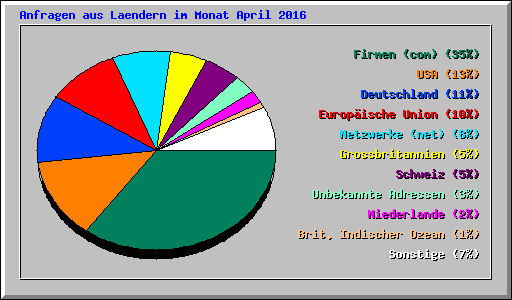 Anfragen aus Laendern im Monat April 2016
Firmen (com) (35%)
USA (13%)
Deutschland (11%)
Europäische Union (10%)
Netzwerke (net) (8%)
Grossbritannien (5%)
Schweiz (5%)
Unbekannte Adressen (3%)
Niederlande (2%)
Brit. Indischer Ozean (1%)
Sonstige (7%)